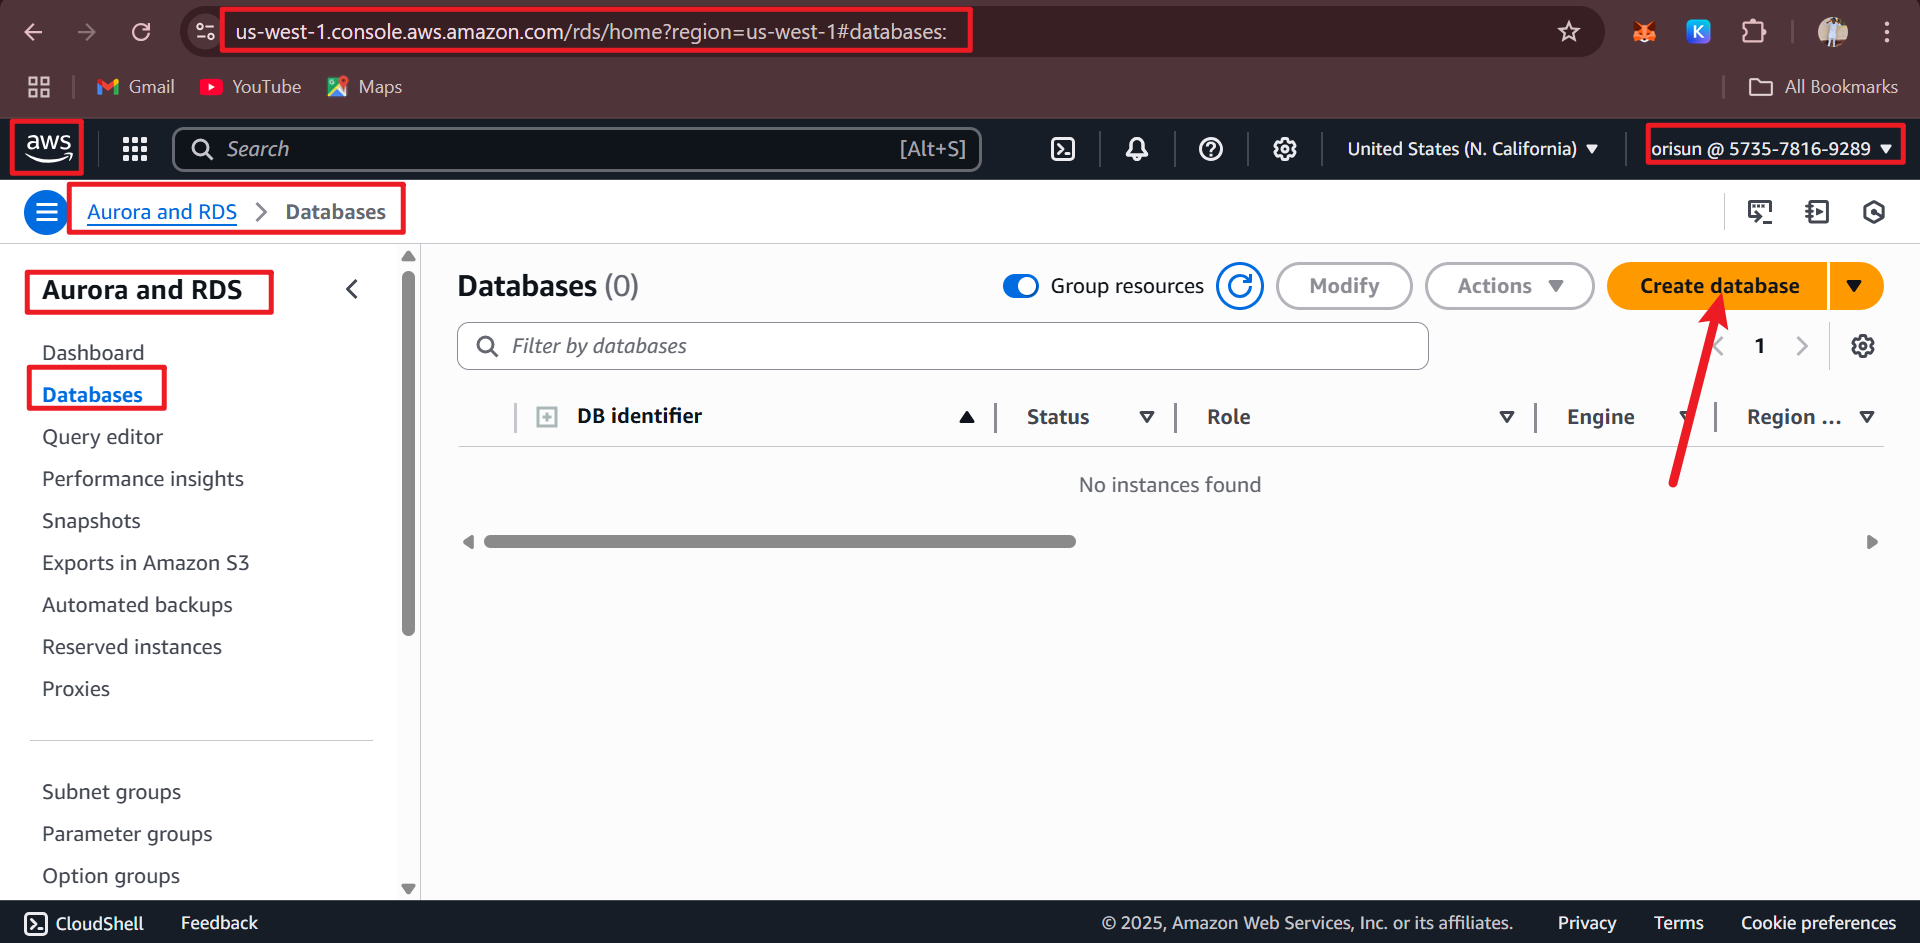 us-west-1.console.aws.amazon.com/rds/home?region=us-west-1#databases:
K
Gmail
YouTube
Maps
All Bookmarks
aws
Search
[Alt+S]
United States (N. California)
orisun @ 5735-7816-9289
Aurora and RDS > Databases
Aurora and RDS
Dashboard
Databases
Query editor
Performance insights
Snapshots
Exports in Amazon S3
Automated backups
Reserved instances
Proxies
Subnet groups
Parameter groups
Option groups
Databases (0)
Group resources
Modify
Actions
Create database
Filter by databases
1
DB identifier
Status
Role
Engine
Region ...
No instances found
CloudShell
Feedback
© 2025, Amazon Web Services, Inc. or its affiliates.
Privacy
Terms
Cookie preferences